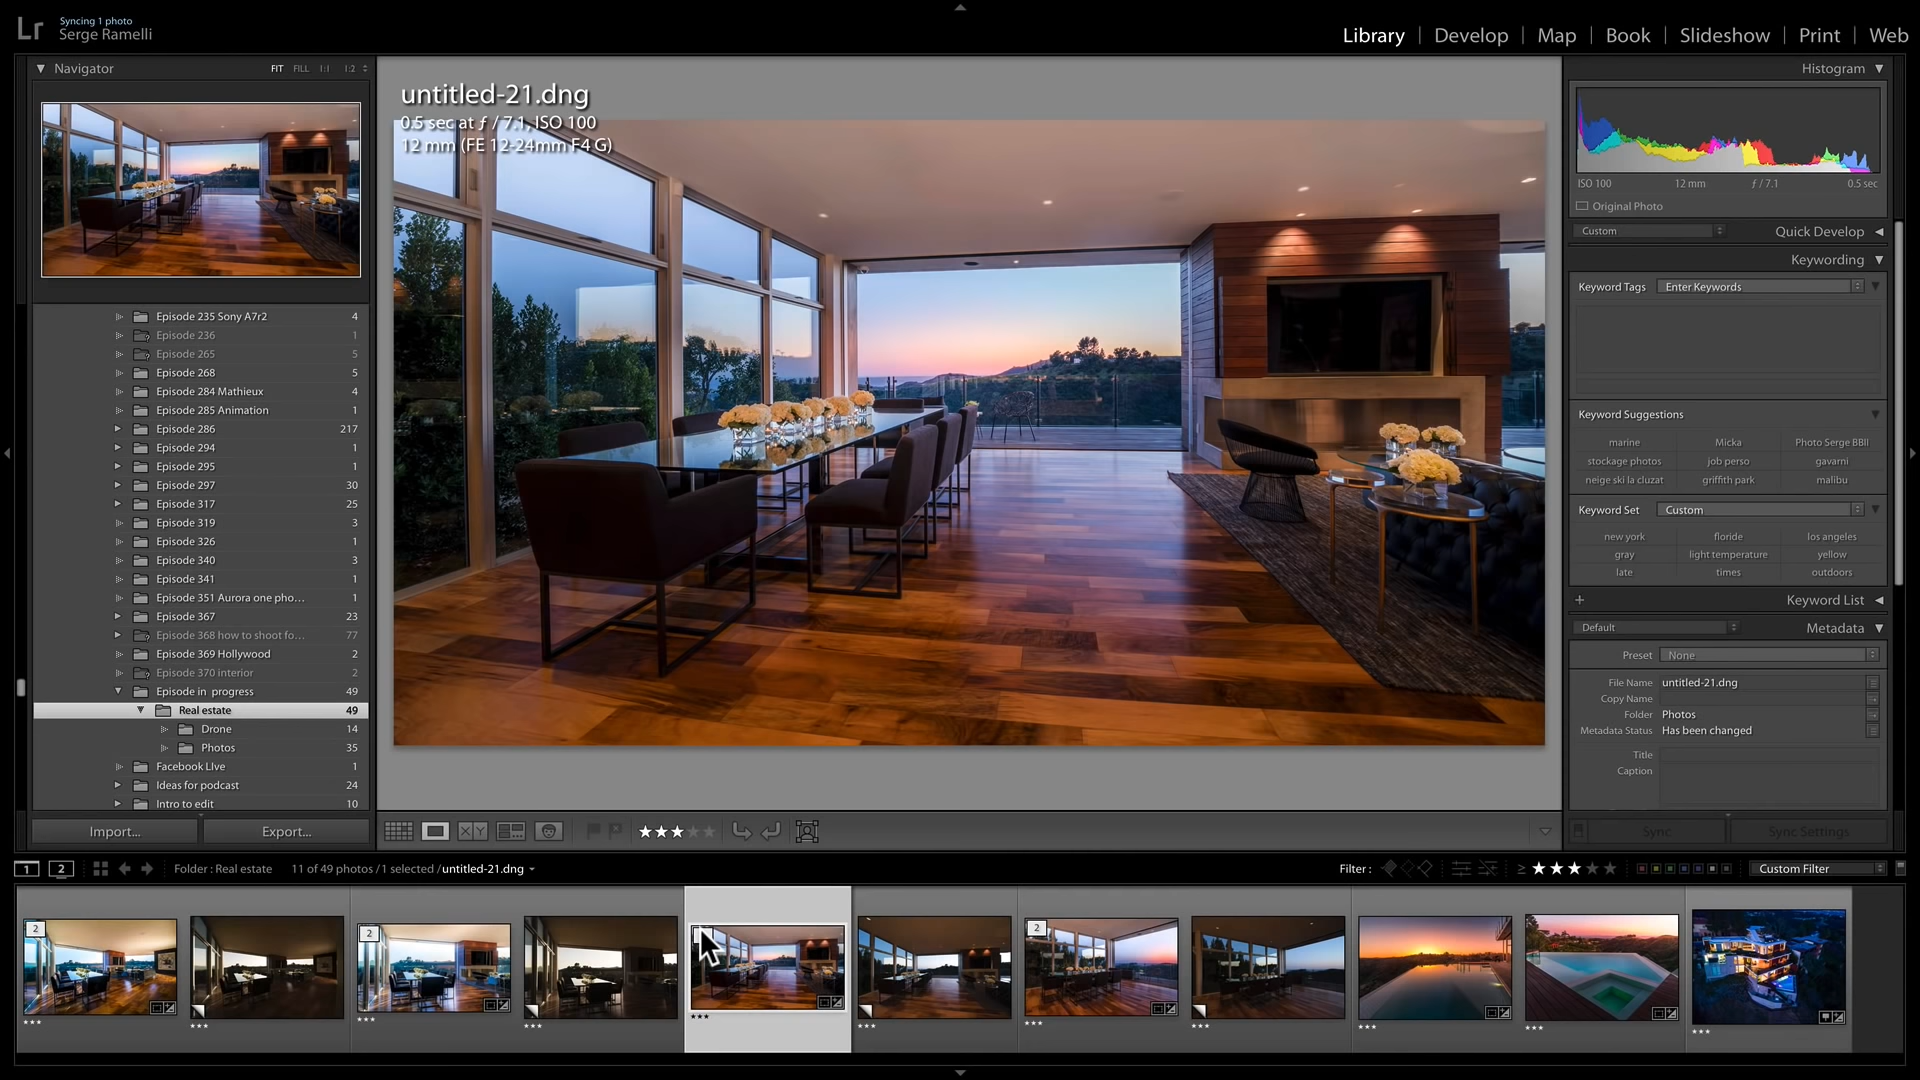 Lr
Syncing 1 photo
Serge Ramelli
Library | Develop | Map | Book | Slideshow | Print | Web
Navigator FIT FILL 1:1 1:2
untitled-21.dng
0.5 sec at ƒ / 7.1, ISO 100
12 mm (FE 12-24mm F4 G)
Episode 235 Sony A7r2 4
Episode 236 1
Episode 265 5
Episode 268 5
Episode 284 Mathieux 4
Episode 285 Animation 1
Episode 286 217
Episode 294 1
Episode 295 1
Episode 297 30
Episode 317 25
Episode 319 3
Episode 326 1
Episode 340 3
Episode 341 1
Episode 351 Aurora one pho... 1
Episode 367 23
Episode 368 how to shoot fo... 77
Episode 369 Hollywood 2
Episode 370 interior 2
Episode in progress 49
Real estate 49
Drone 14
Photos 35
Facebook LIve 1
Ideas for podcast 24
Intro to edit 10
Import... Export...
Histogram
ISO 100 12 mm ƒ / 7.1 0.5 sec
Original Photo
Custom Quick Develop
Keywording
Keyword Tags Enter Keywords
Keyword Suggestions
marine Micka Photo Serge BBII
stockage photos job perso gavarni
neige ski la cluzat griffith park malibu
Keyword Set Custom
new york floride los angeles
gray light temperature yellow
late times outdoors
+ Keyword List
Default Metadata
Preset None
File Name untitled-21.dng
Copy Name
Folder Photos
Metadata Status Has been changed
Title
Caption
Sync Sync Settings
X Y
1 2 Folder : Real estate 11 of 49 photos / 1 selected / untitled-21.dng Filter : ≥ Custom Filter
2
2
2